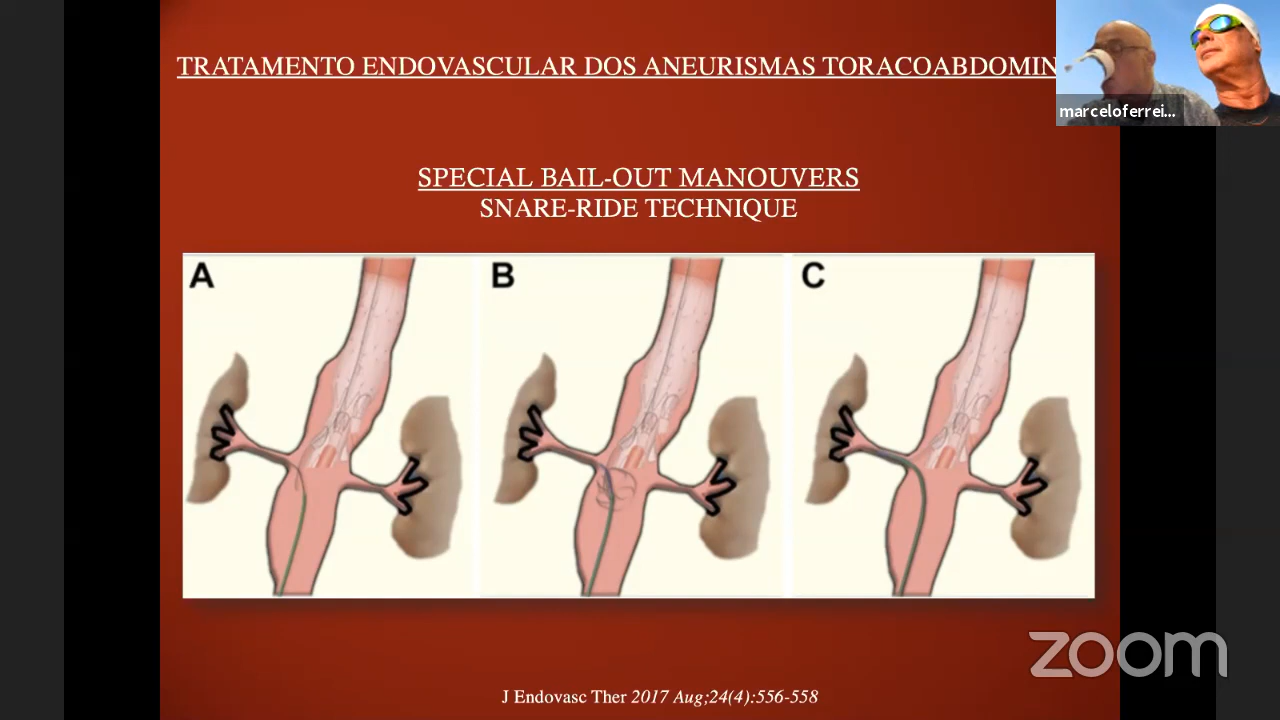 TRATAMENTO ENDOVASCULAR DOS ANEURISMAS TORACOABDOMIN
marceloferrei...
SPECIAL BAIL-OUT MANOUVERS
SNARE-RIDE TECHNIQUE
A
B
C
zoom
J Endovasc Ther 2017 Aug;24(4):556-558